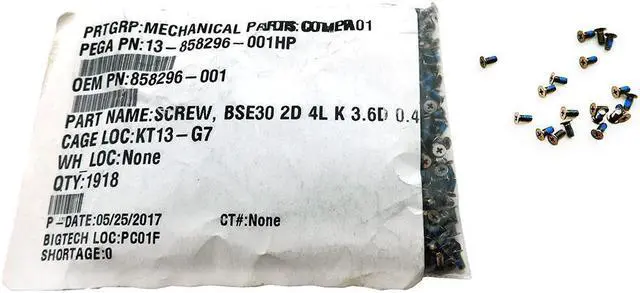 PRTGRP:MECHANICAL
PEGA PN:13-858296-001HP
OEM PN:858296-001
PART NAME:SCREW, BSE30 2D 4L K 3.6D 0.4
CAGE LOC:KT13-G7
WH LOC:None
QTY:1918
P-DATE:05/25/2017 CT#:None
BIGTECH LOC:PC01F
SHORTAGE:0